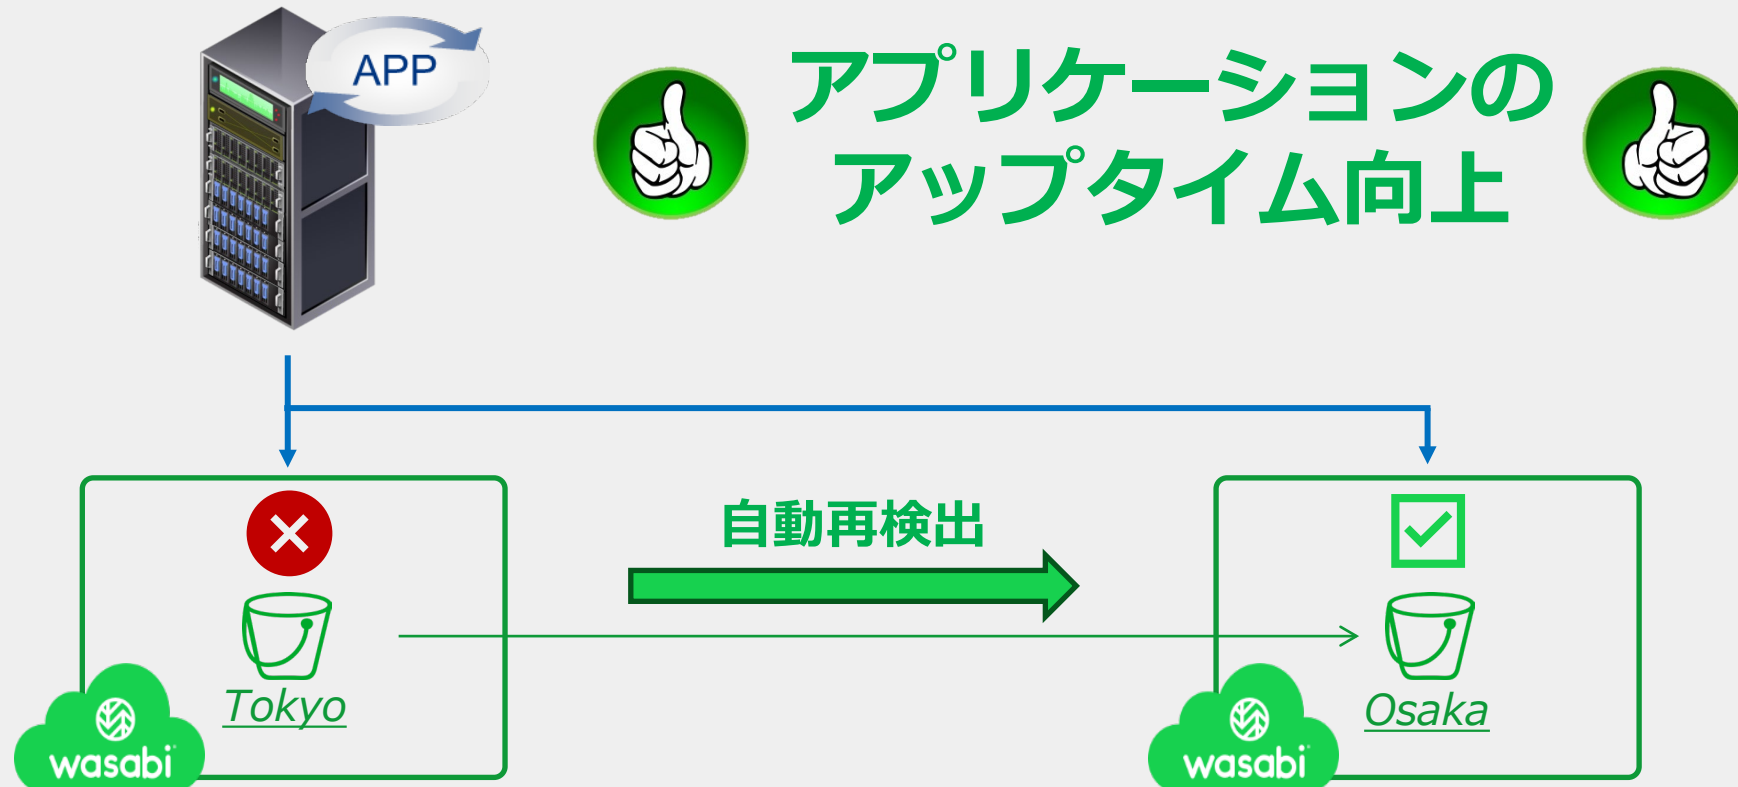 APP
アプリケーションの
アップタイム向上
自動再検出
Tokyo
wasabi
Osaka
wasabi